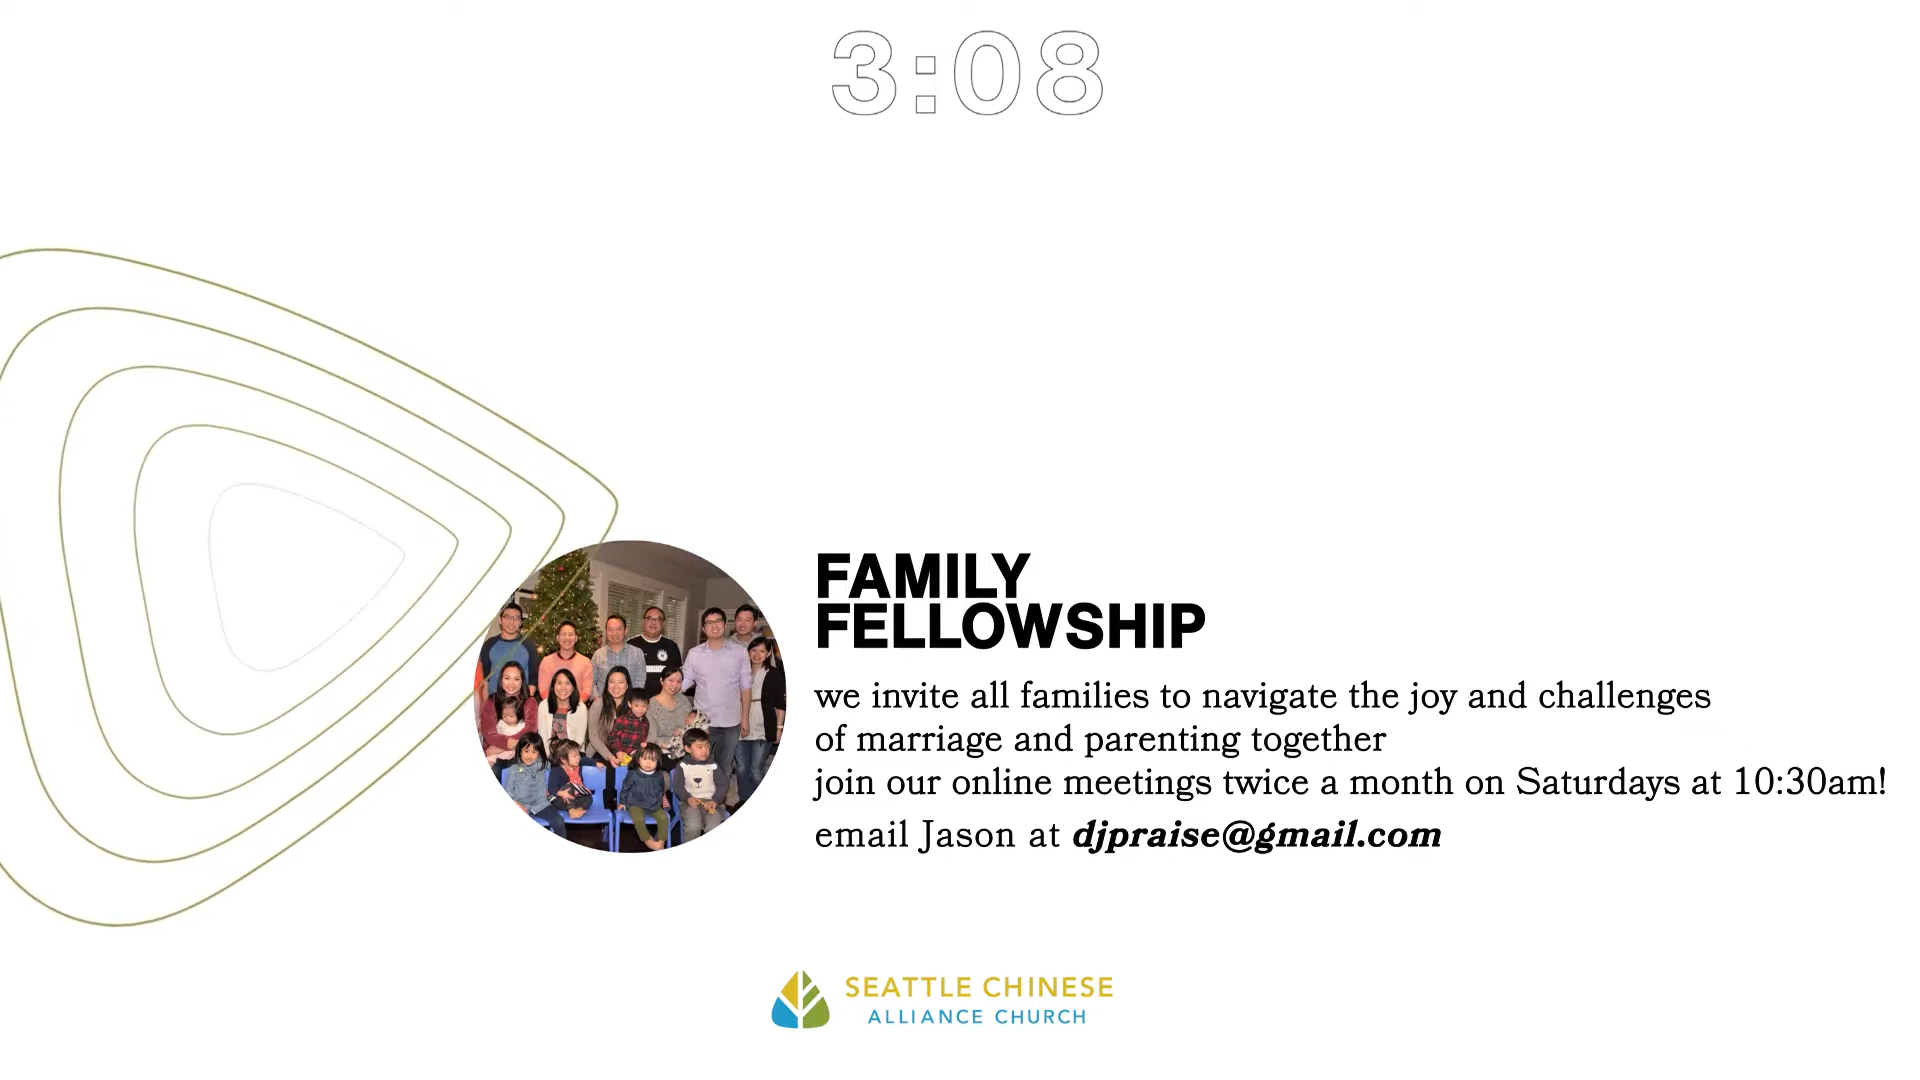 3:08
FAMILY
FELLOWSHIP
we invite all families to navigate the joy and challenges
of marriage and parenting together
join our online meetings twice a month on Saturdays at 10:30am!
email Jason at djpraise@gmail.com
SEATTLE CHINESE
ALLIANCE CHURCH